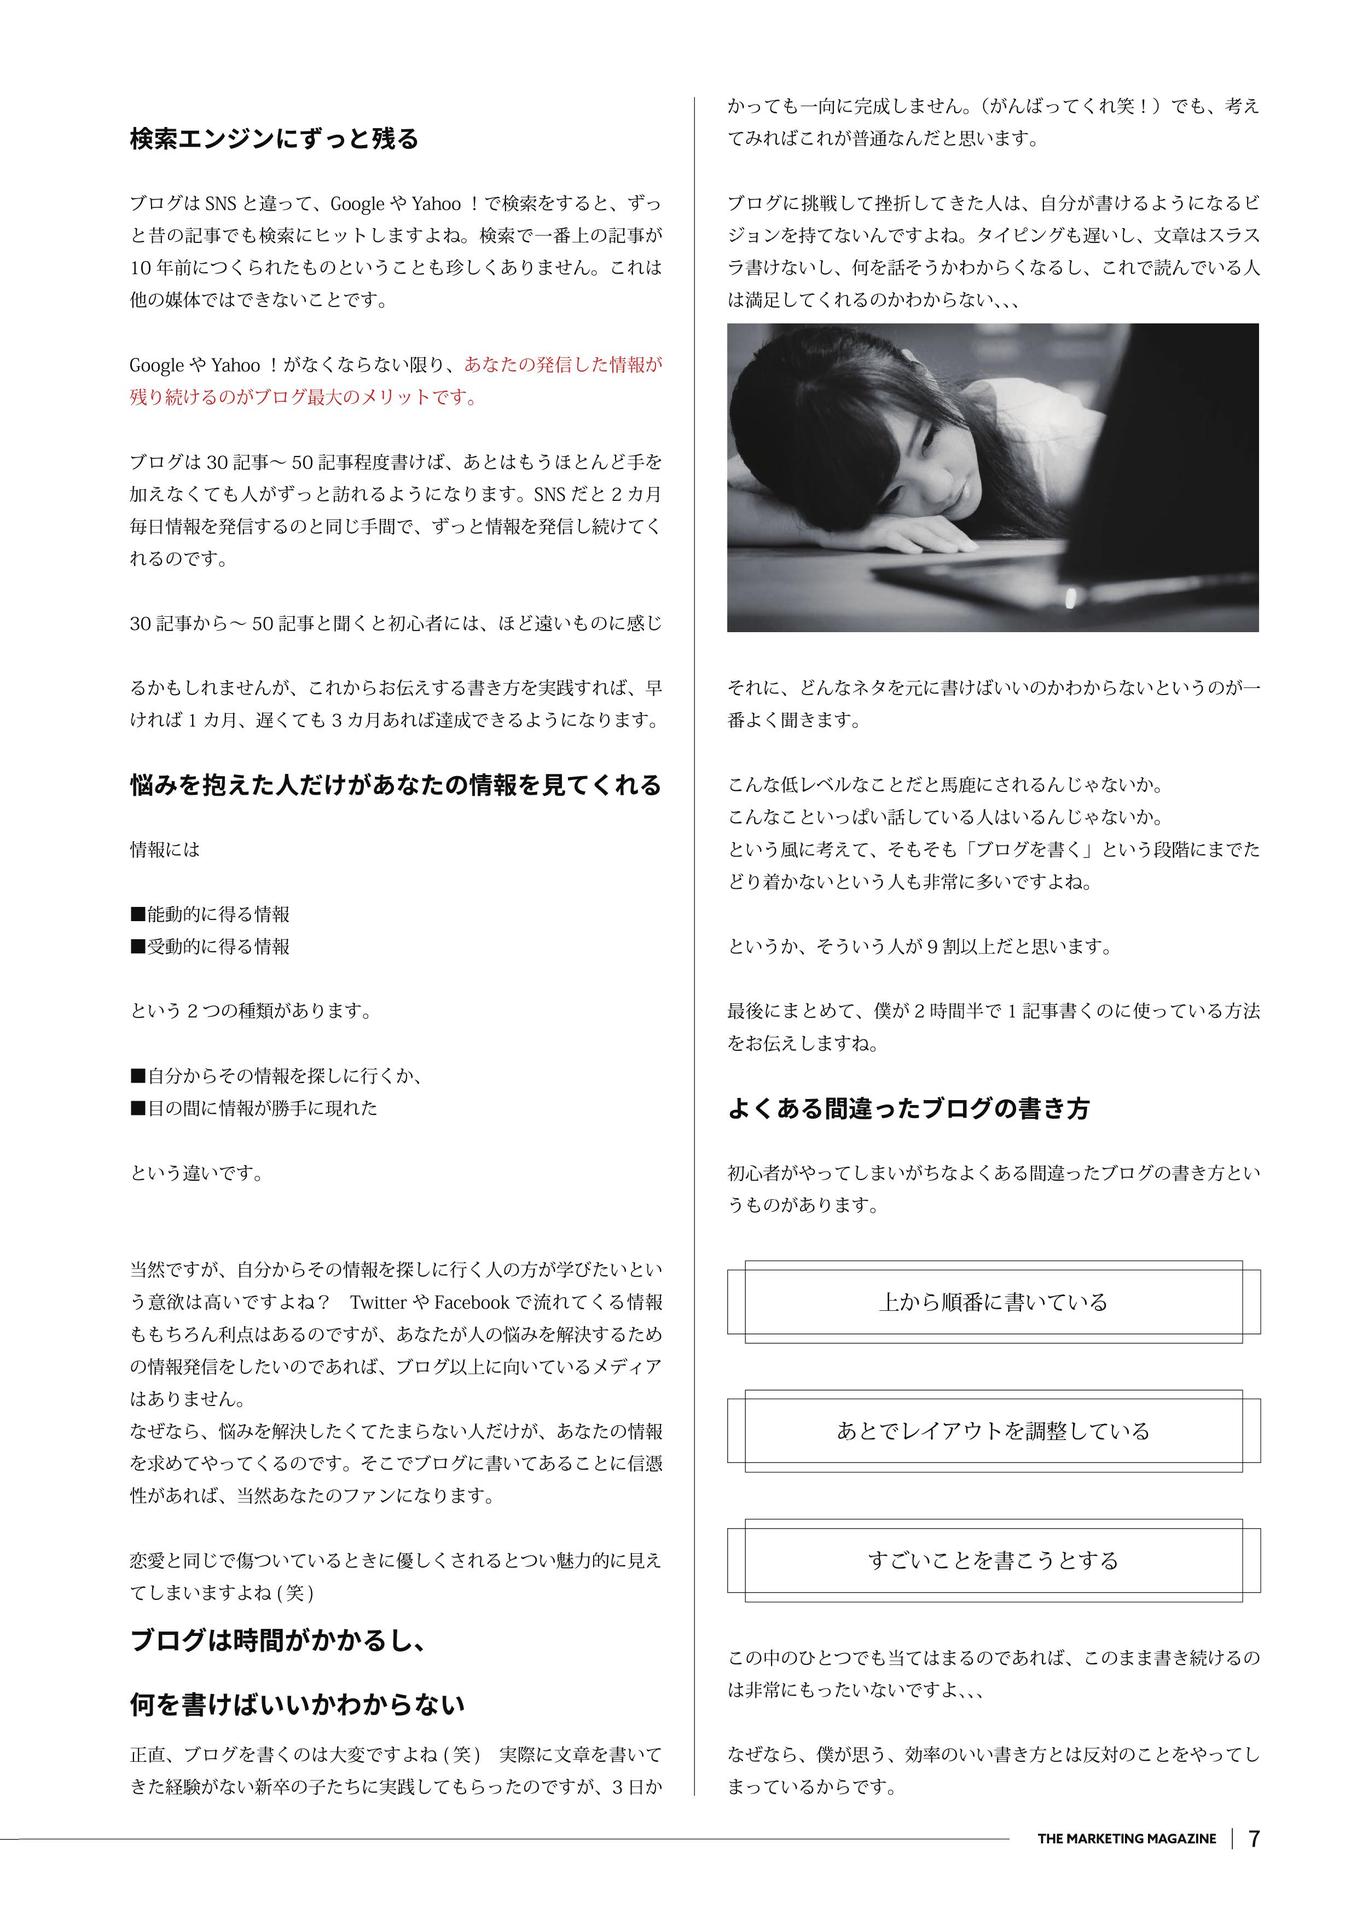 検索エンジンにずっと残る
ブログは SNS と違って、Google や Yahoo ！で検索をすると、ずっ
と昔の記事でも検索にヒットしますよね。検索で一番上の記事が
10 年前につくられたものということも珍しくありません。これは
他の媒体ではできないことです。
Google や Yahoo ！がなくならない限り、あなたの発信した情報が
残り続けるのがブログ最大のメリットです。
ブログは 30 記事〜 50 記事程度書けば、あとはもうほとんど手を
加えなくても人がずっと訪れるようになります。SNS だと 2 カ月
毎日情報を発信するのと同じ手間で、ずっと情報を発信し続けてく
れるのです。
30 記事から〜 50 記事と聞くと初心者には、ほど遠いものに感じ
るかもしれませんが、これからお伝えする書き方を実践すれば、早
ければ 1 カ月、遅くても 3 カ月あれば達成できるようになります。
悩みを抱えた人だけがあなたの情報を見てくれる
情報には
■能動的に得る情報
■受動的に得る情報
という 2 つの種類があります。
■自分からその情報を探しに行くか、
■目の間に情報が勝手に現れた
という違いです。
当然ですが、自分からその情報を探しに行く人の方が学びたいとい
う意欲は高いですよね？　Twitter や Facebook で流れてくる情報
ももちろん利点はあるのですが、あなたが人の悩みを解決するため
の情報発信をしたいのであれば、ブログ以上に向いているメディア
はありません。
なぜなら、悩みを解決したくてたまらない人だけが、あなたの情報
を求めてやってくるのです。そこでブログに書いてあることに信憑
性があれば、当然あなたのファンになります。
恋愛と同じで傷ついているときに優しくされるとつい魅力的に見え
てしまいますよね ( 笑 )
ブログは時間がかかるし、
何を書けばいいかわからない
正直、ブログを書くのは大変ですよね ( 笑 )　実際に文章を書いて
きた経験がない新卒の子たちに実践してもらったのですが、3 日か
かっても一向に完成しません。（がんばってくれ笑！）でも、考え
てみればこれが普通なんだと思います。
ブログに挑戦して挫折してきた人は、自分が書けるようになるビ
ジョンを持てないんですよね。タイピングも遅いし、文章はスラス
ラ書けないし、何を話そうかわからくなるし、これで読んでいる人
は満足してくれるのかわからない、、、
それに、どんなネタを元に書けばいいのかわからないというのが一
番よく聞きます。
こんな低レベルなことだと馬鹿にされるんじゃないか。
こんなこといっぱい話している人はいるんじゃないか。
という風に考えて、そもそも「ブログを書く」という段階にまでた
どり着かないという人も非常に多いですよね。
というか、そういう人が 9 割以上だと思います。
最後にまとめて、僕が 2 時間半で 1 記事書くのに使っている方法
をお伝えしますね。
よくある間違ったブログの書き方
初心者がやってしまいがちなよくある間違ったブログの書き方とい
うものがあります。
上から順番に書いている
あとでレイアウトを調整している
すごいことを書こうとする
この中のひとつでも当てはまるのであれば、このまま書き続けるの
は非常にもったいないですよ、、、
なぜなら、僕が思う、効率のいい書き方とは反対のことをやってし
まっているからです。
THE MARKETING MAGAZINE 7